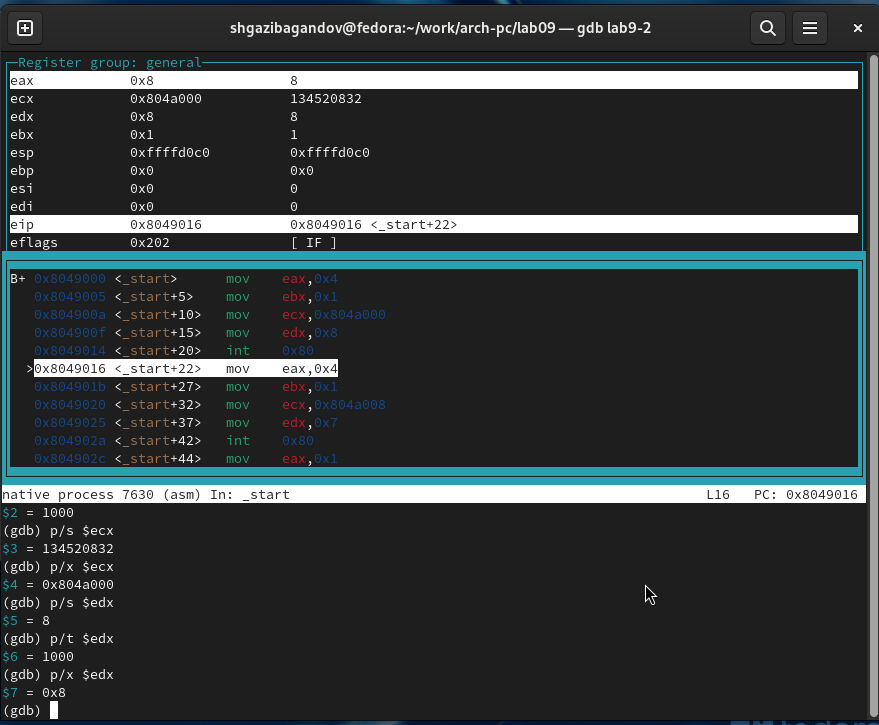 shgazibagandov@fedora:~/work/arch-pc/lab09 — gdb lab9-2
Register group: general
eax 0x8 8
ecx 0x804a000 134520832
edx 0x8 8
ebx 0x1 1
esp 0xffffd0c0 0xffffd0c0
ebp 0x0 0x0
esi 0x0 0
edi 0x0 0
eip 0x8049016 0x8049016 <_start+22>
eflags 0x202 [ IF ]
B+ 0x8049000 <_start> mov eax,0x4
0x8049005 <_start+5> mov ebx,0x1
0x804900a <_start+10> mov ecx,0x804a000
0x804900f <_start+15> mov edx,0x8
0x8049014 <_start+20> int 0x80
>0x8049016 <_start+22> mov eax,0x4
0x804901b <_start+27> mov ebx,0x1
0x8049020 <_start+32> mov ecx,0x804a008
0x8049025 <_start+37> mov edx,0x7
0x804902a <_start+42> int 0x80
0x804902c <_start+44> mov eax,0x1
native process 7630 (asm) In: _start L16 PC: 0x8049016
$2 = 1000
(gdb) p/s $ecx
$3 = 134520832
(gdb) p/x $ecx
$4 = 0x804a000
(gdb) p/s $edx
$5 = 8
(gdb) p/t $edx
$6 = 1000
(gdb) p/x $edx
$7 = 0x8
(gdb)